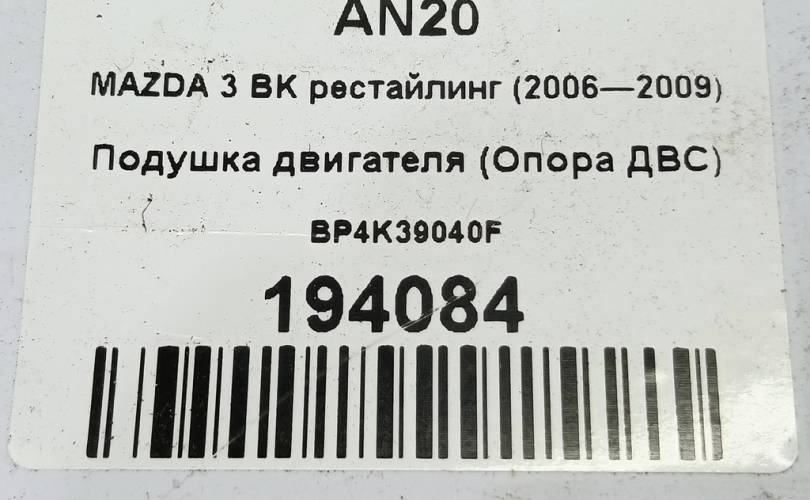 AN20
MAZDA 3 BK рестайлинг (2006—2009)
Подушка двигателя (Опора ДВС)
BP4K39040F
194084